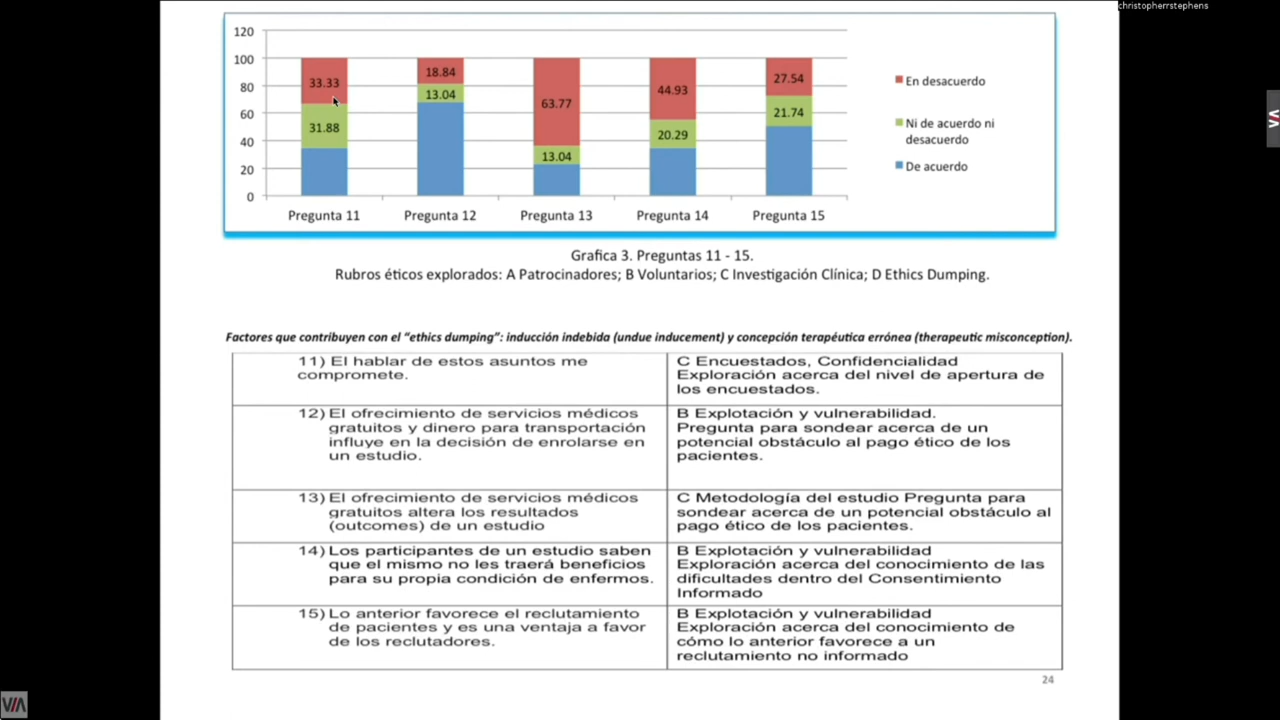 christopherrstephens
120
100
80
60
40
20
0
33.33
31.88
18.84
13.04
63.77
13.04
44.93
20.29
27.54
21.74
Pregunta 11
Pregunta 12
Pregunta 13
Pregunta 14
Pregunta 15
En desacuerdo
Ni de acuerdo ni
desacuerdo
De acuerdo
Grafica 3. Preguntas 11 - 15.
Rubros éticos explorados: A Patrocinadores; B Voluntarios; C Investigación Clínica; D Ethics Dumping.
Factores que contribuyen con el “ethics dumping”: inducción indebida (undue inducement) y concepción terapéutica errónea (therapeutic misconception).
11) El hablar de estos asuntos me
compromete.
C Encuestados, Confidencialidad
Exploración acerca del nivel de apertura de
los encuestados.
12) El ofrecimiento de servicios médicos
gratuitos y dinero para transportación
influye en la decisión de enrolarse en
un estudio.
B Explotación y vulnerabilidad.
Pregunta para sondear acerca de un
potencial obstáculo al pago ético de los
pacientes.
13) El ofrecimiento de servicios médicos
gratuitos altera los resultados
(outcomes) de un estudio
C Metodología del estudio Pregunta para
sondear acerca de un potencial obstáculo al
pago ético de los pacientes.
14) Los participantes de un estudio saben
que el mismo no les traerá beneficios
para su propia condición de enfermos.
B Explotación y vulnerabilidad
Exploración acerca del conocimiento de las
dificultades dentro del Consentimiento
Informado
15) Lo anterior favorece el reclutamiento
de pacientes y es una ventaja a favor
de los reclutadores.
B Explotación y vulnerabilidad
Exploración acerca del conocimiento de
cómo lo anterior favorece a un
reclutamiento no informado
24
VIA
VIA